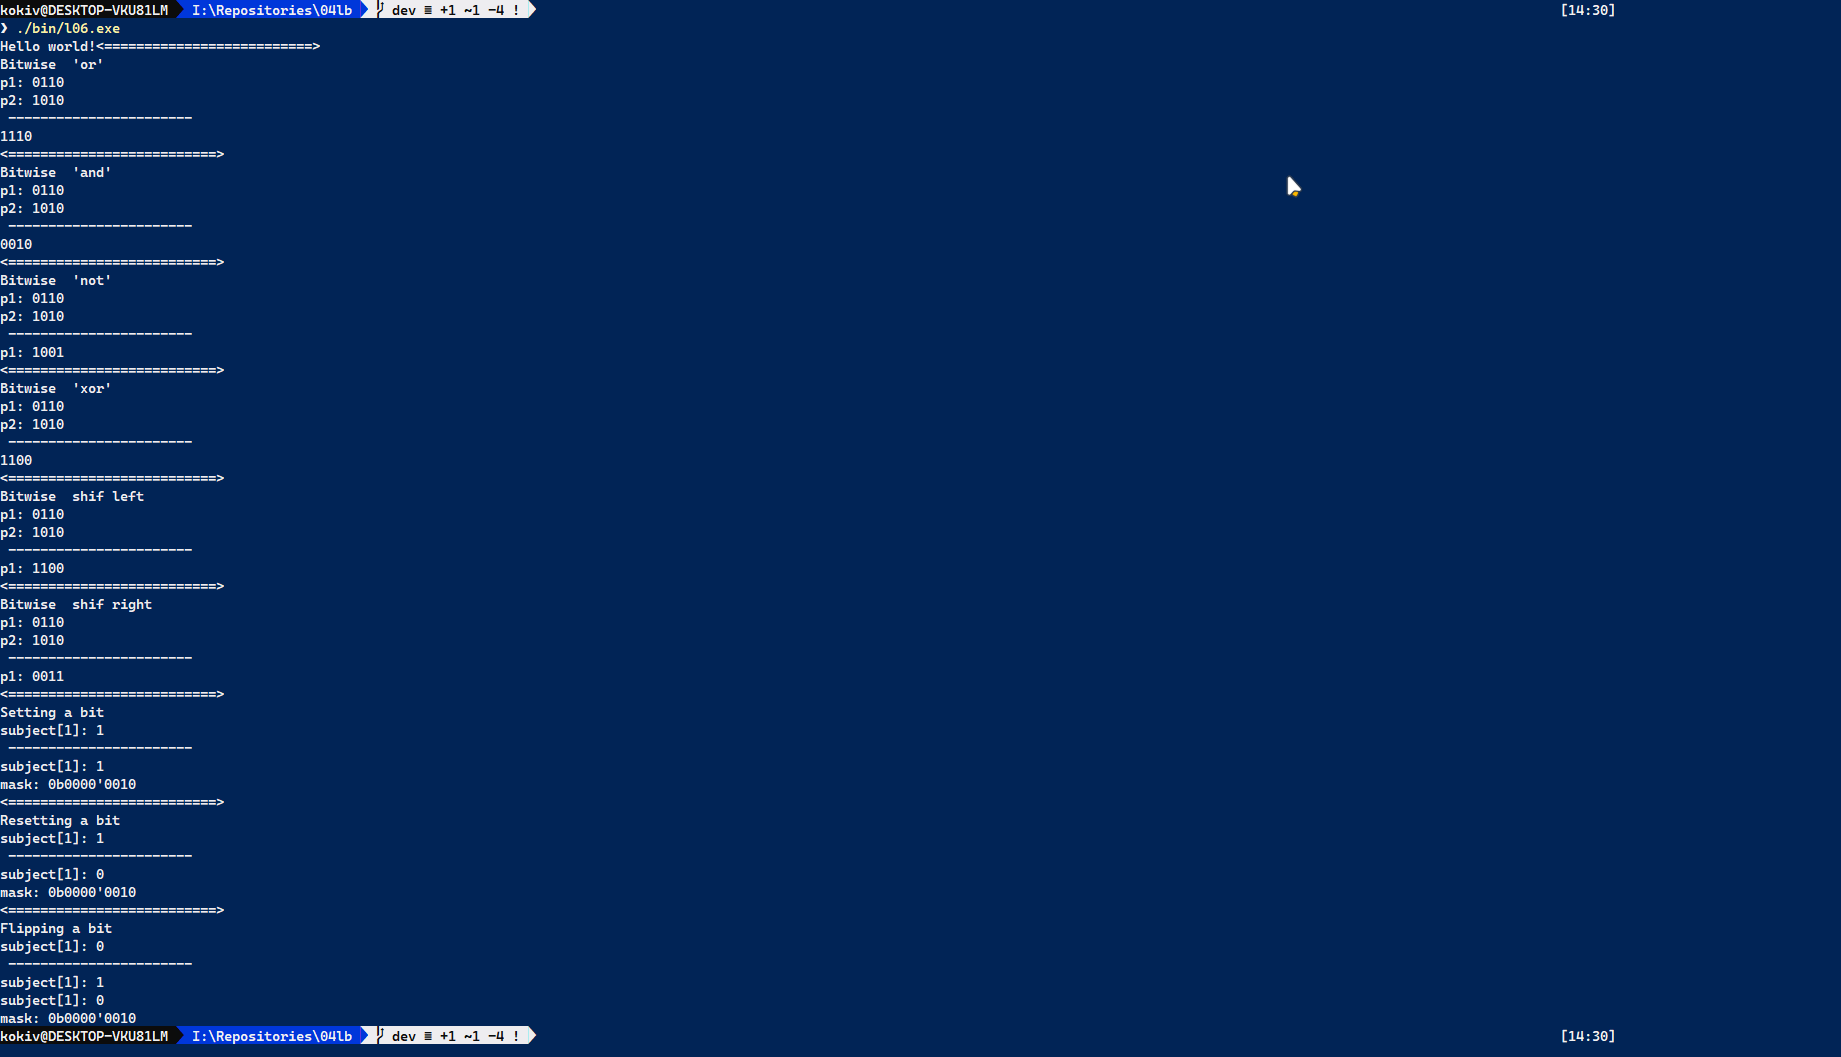 kokiv@DESKTOP-VKU81LM I:\Repositories\04lb dev ≡ +1 ~1 -4 ! [14:30]
❯ ./bin/l06.exe
Hello world!<==========================>
Bitwise  'or'
p1: 0110
p2: 1010
 -----------------------
1110
<==========================>
Bitwise  'and'
p1: 0110
p2: 1010
 -----------------------
0010
<==========================>
Bitwise  'not'
p1: 0110
p2: 1010
 -----------------------
p1: 1001
<==========================>
Bitwise  'xor'
p1: 0110
p2: 1010
 -----------------------
1100
<==========================>
Bitwise  shif left
p1: 0110
p2: 1010
 -----------------------
p1: 1100
<==========================>
Bitwise  shif right
p1: 0110
p2: 1010
 -----------------------
p1: 0011
<==========================>
Setting a bit
subject[1]: 1
 -----------------------
subject[1]: 1
mask: 0b0000'0010
<==========================>
Resetting a bit
subject[1]: 1
 -----------------------
subject[1]: 0
mask: 0b0000'0010
<==========================>
Flipping a bit
subject[1]: 0
 -----------------------
subject[1]: 1
subject[1]: 0
mask: 0b0000'0010
kokiv@DESKTOP-VKU81LM I:\Repositories\04lb dev ≡ +1 ~1 -4 ! [14:30]